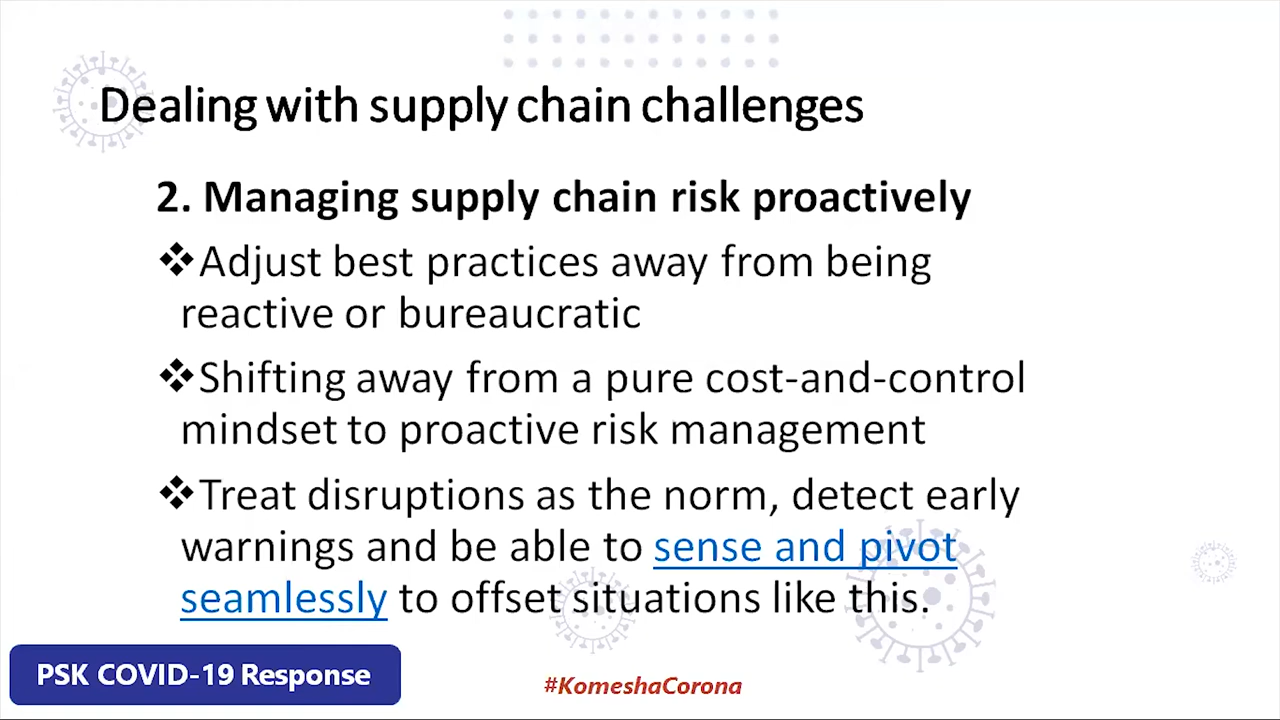 Dealing with supply chain challenges
2. Managing supply chain risk proactively
❖Adjust best practices away from being
reactive or bureaucratic
❖Shifting away from a pure cost-and-control
mindset to proactive risk management
❖Treat disruptions as the norm, detect early
warnings and be able to sense and pivot
seamlessly to offset situations like this.
PSK COVID-19 Response
#KomeshaCorona